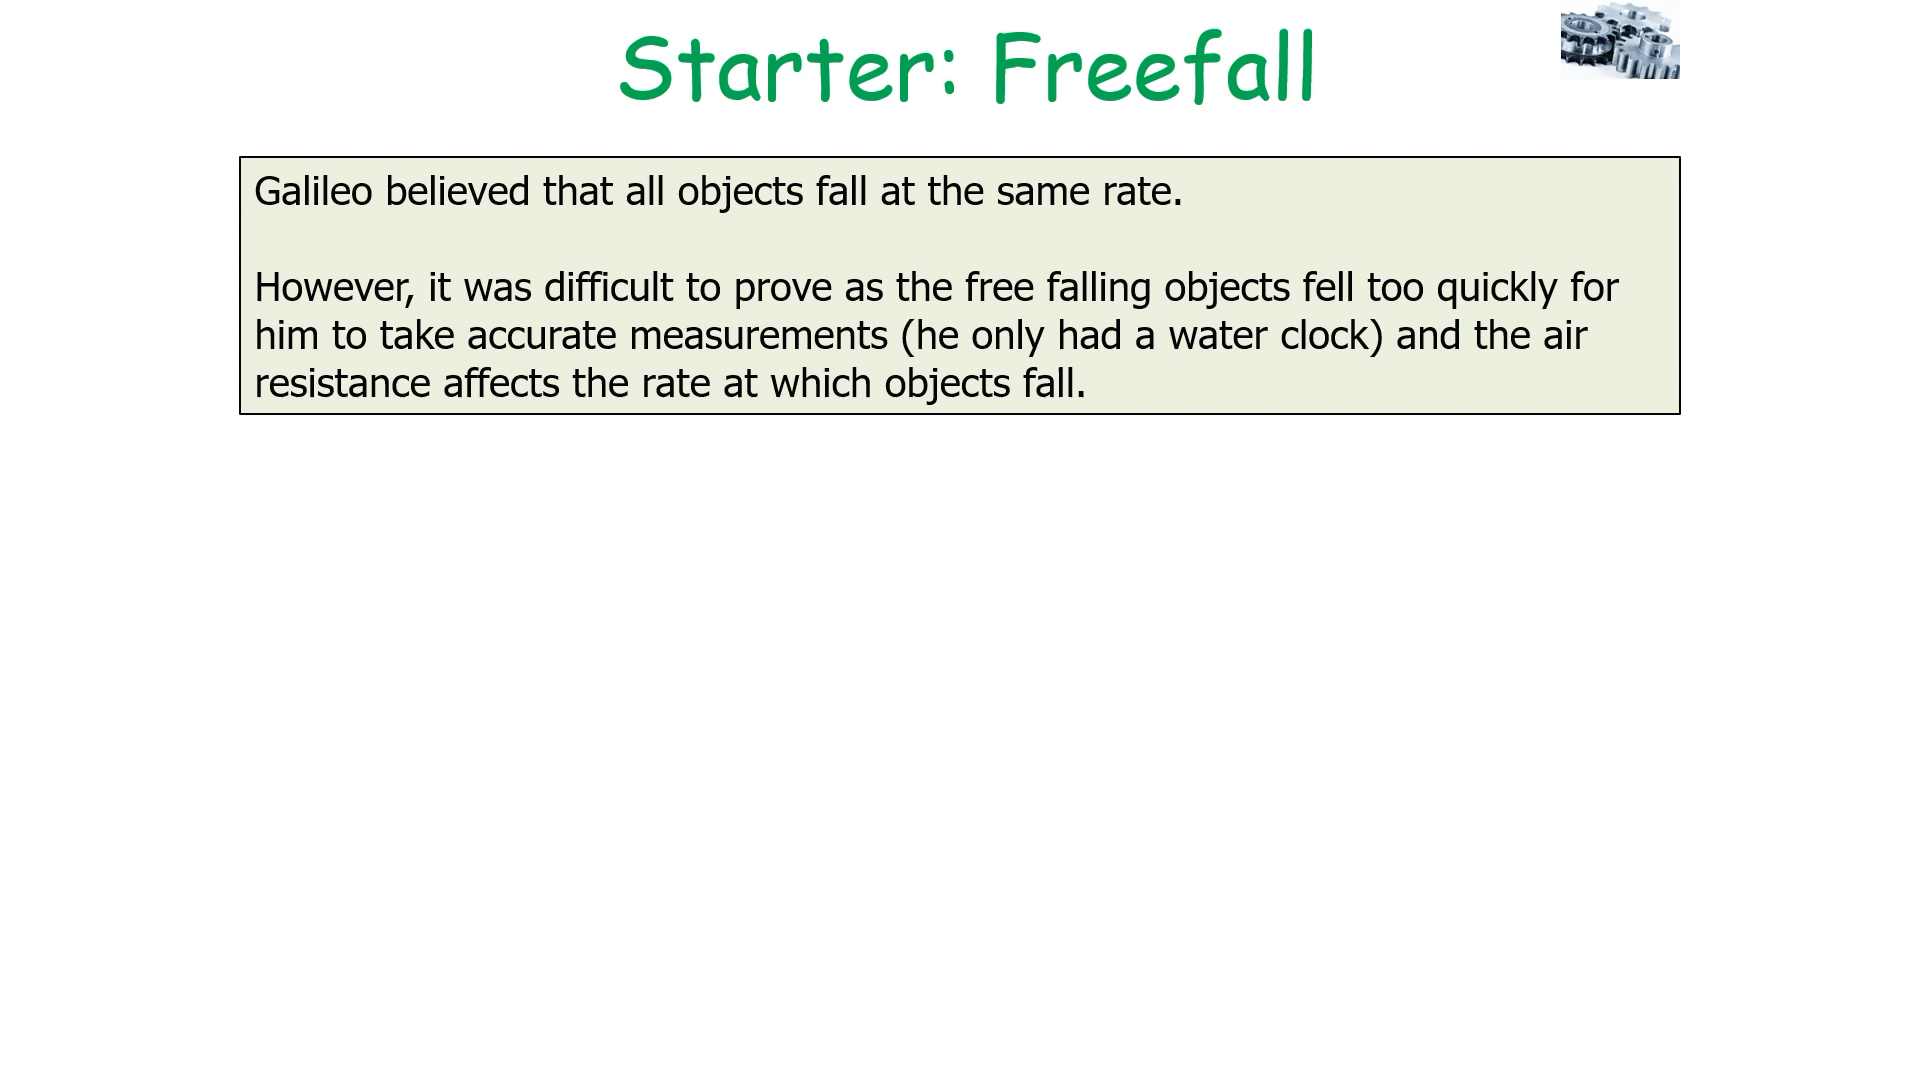 Starter: Freefall
Galileo believed that all objects fall at the same rate.
However, it was difficult to prove as the free falling objects fell too quickly for
him to take accurate measurements (he only had a water clock) and the air
resistance affects the rate at which objects fall.